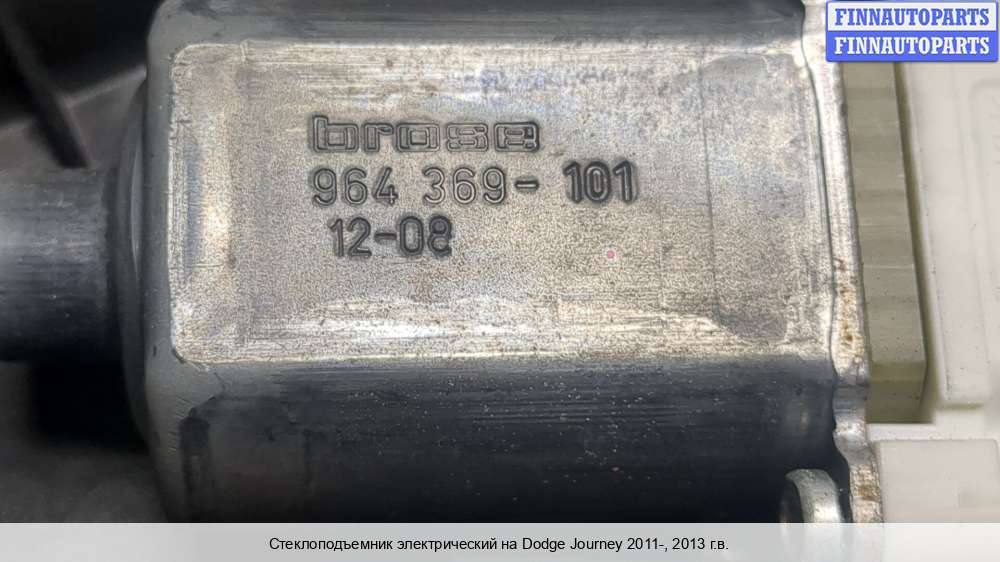 FINNAUTOPARTS
FINNAUTOPARTS
brose
964 369- 101
12-08
Стеклоподъемник электрический на Dodge Journey 2011-, 2013 г.в.